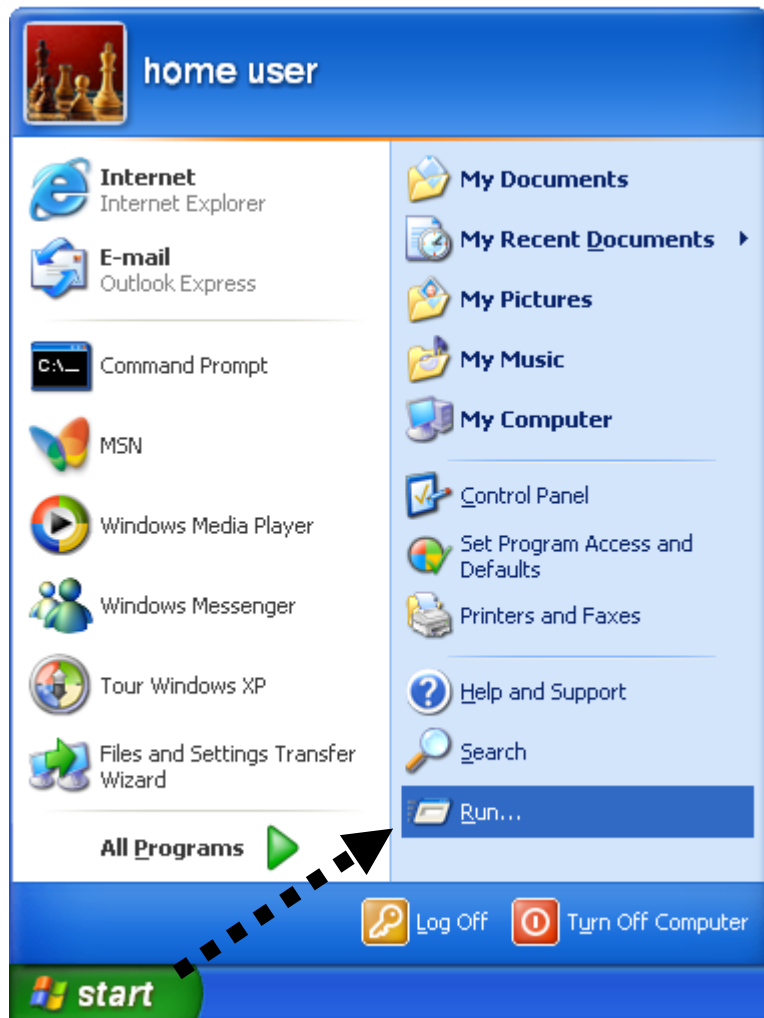 home user
Internet
Internet Explorer
E-mail
Outlook Express
C:\_
Command Prompt
MSN
Windows Media Player
Windows Messenger
Tour Windows XP
Files and Settings Transfer
Wizard
All Programs
My Documents
My Recent Documents
My Pictures
My Music
My Computer
Control Panel
Set Program Access and
Defaults
Printers and Faxes
Help and Support
Search
Run...
Log Off
Turn Off Computer
start